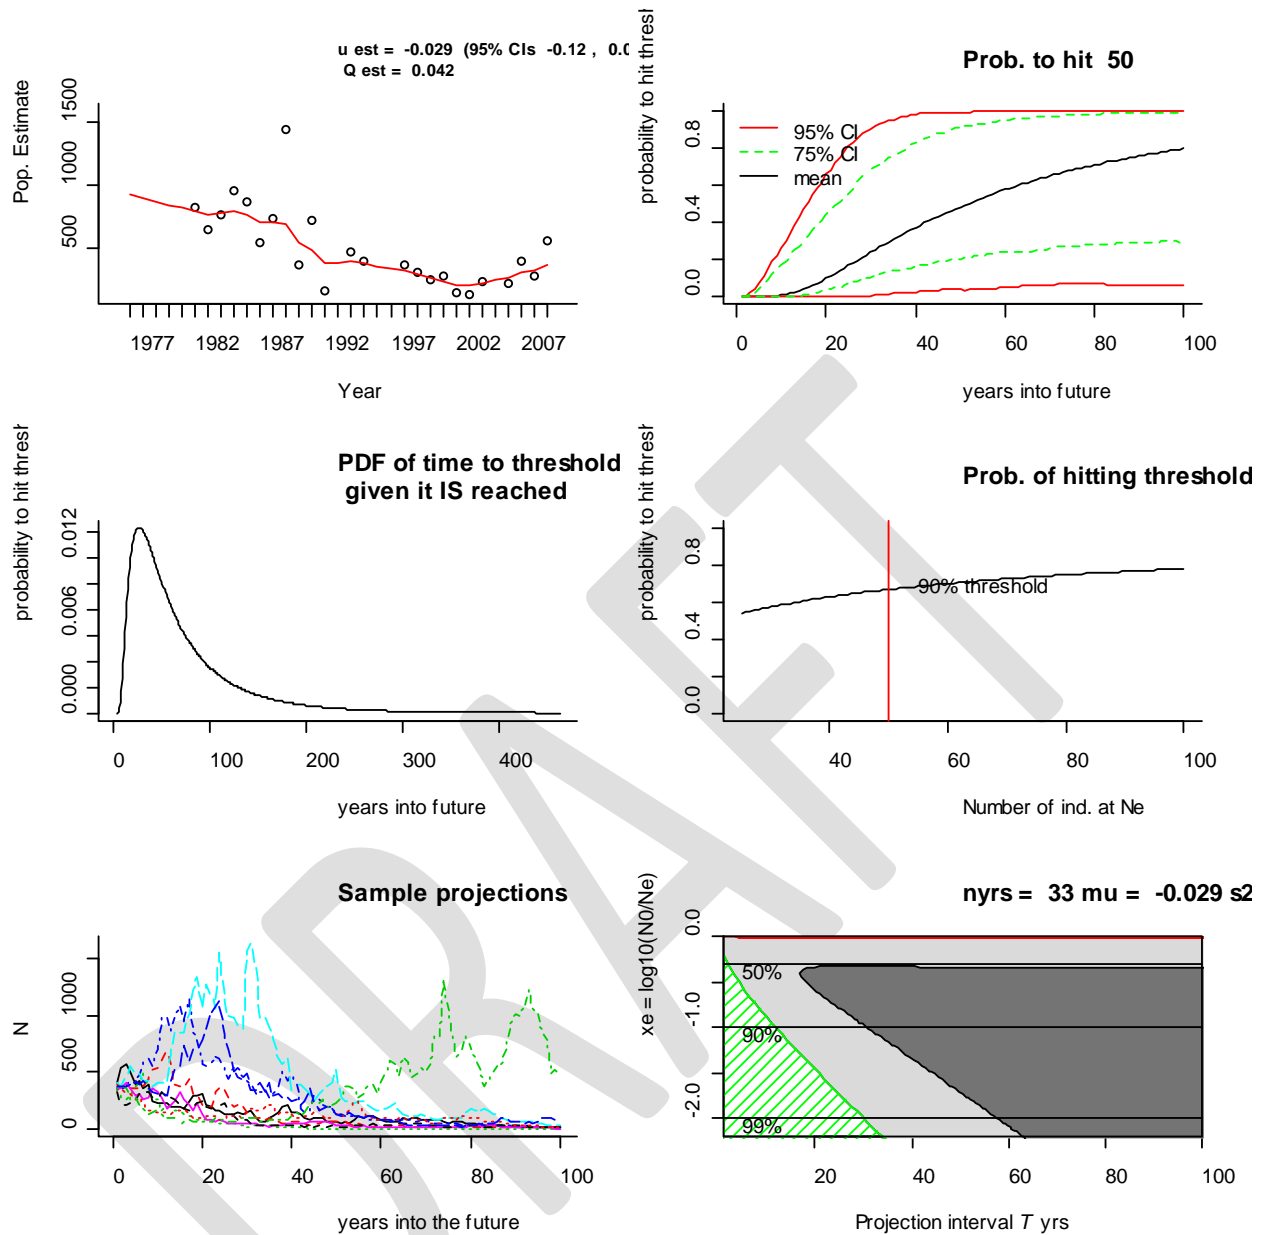 u est = -0.029 (95% CIs -0.12 , 0.0
Q est = 0.042
Pop. Estimate
500 1000 1500
1977 1982 1987 1992 1997 2002 2007
Year
Prob. to hit 50
probability to hit thresh
0.0 0.4 0.8
95% CI
75% CI
mean
0 20 40 60 80 100
years into future
PDF of time to threshold
given it IS reached
probability to hit thresh
0.000 0.006 0.012
0 100 200 300 400
years into future
Prob. of hitting threshold
probability to hit thresh
0.0 0.4 0.8
90% threshold
40 60 80 100
Number of ind. at Ne
Sample projections
N
0 500 1000
0 20 40 60 80 100
years into the future
nyrs = 33 mu = -0.029 s2
xe = log10(N0/Ne)
-2.0 -1.0 0.0
50%
90%
99%
20 40 60 80 100
Projection interval T yrs
DRAFT